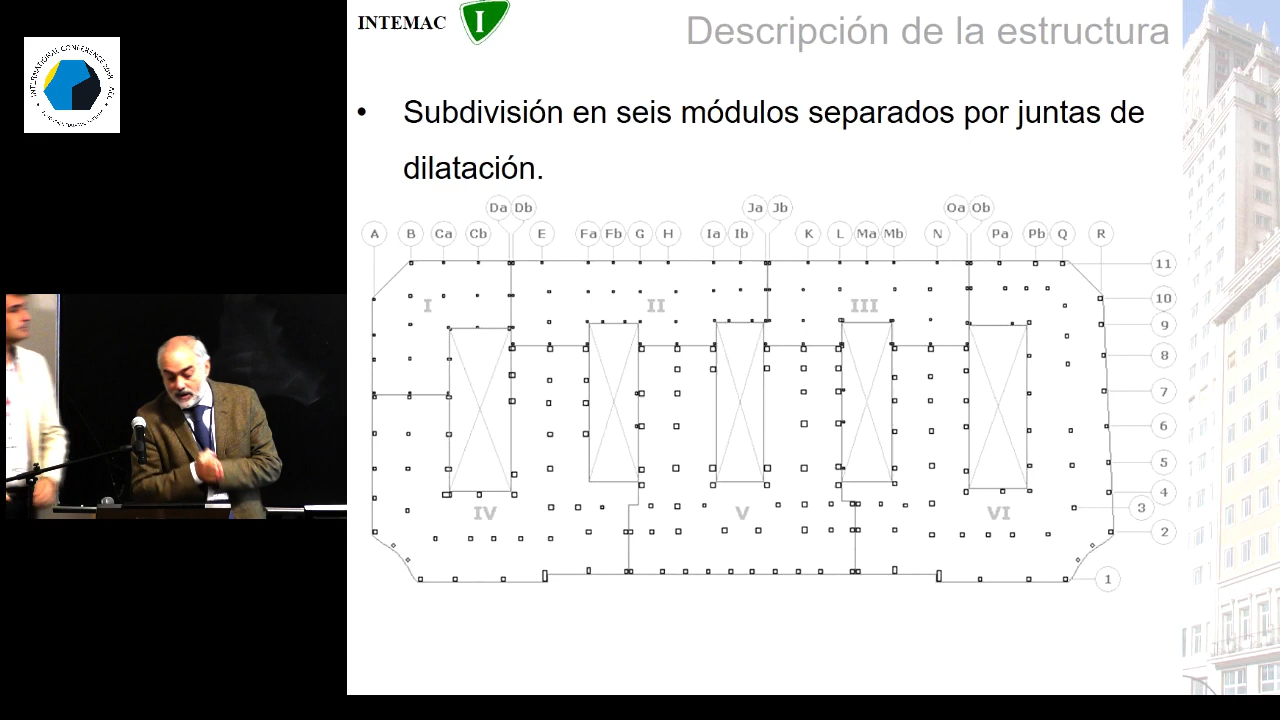 INTEMAC I
Descripción de la estructura
INTERNATIONAL CONFERENCE
• Subdivisión en seis módulos separados por juntas de
dilatación.
Da Db Ja Jb Oa Ob
A B Ca Cb E Fa Fb G H Ia Ib K L Ma Mb N Pa Pb Q R
11
I II III
10
9
8
7
6
5
4
IV V VI
3
2
1